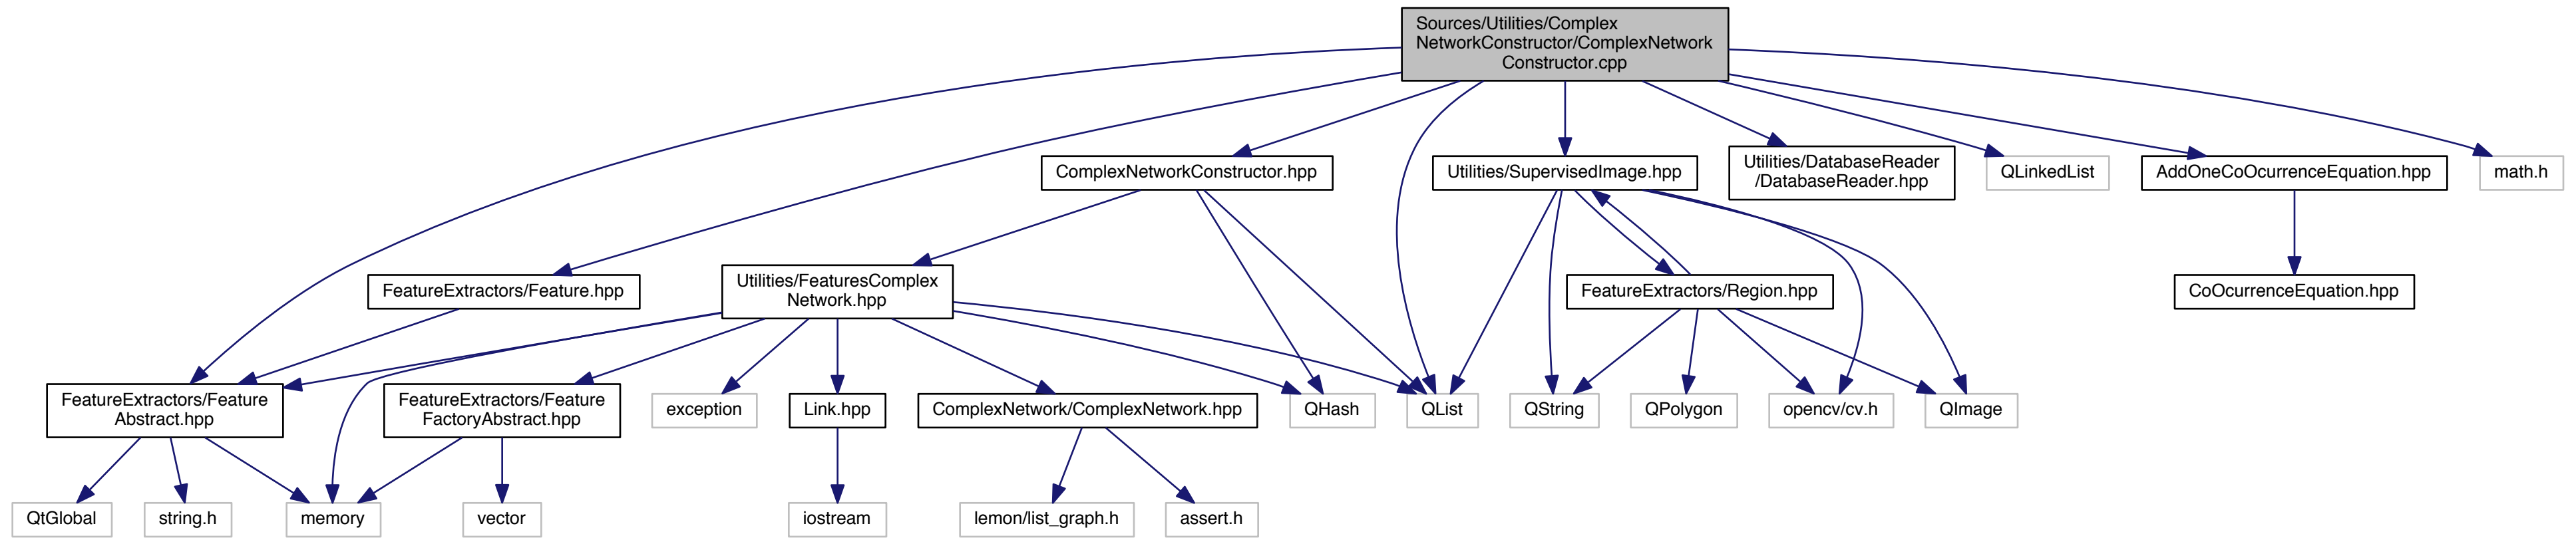 Sources/Utilities/Complex
NetworkConstructor/ComplexNetwork
Constructor.cpp
ComplexNetworkConstructor.hpp
Utilities/SupervisedImage.hpp
Utilities/DatabaseReader
/DatabaseReader.hpp
QLinkedList
AddOneCoOcurrenceEquation.hpp
math.h
FeatureExtractors/Feature.hpp
Utilities/FeaturesComplex
Network.hpp
FeatureExtractors/Region.hpp
CoOcurrenceEquation.hpp
FeatureExtractors/Feature
Abstract.hpp
FeatureExtractors/Feature
FactoryAbstract.hpp
exception
Link.hpp
ComplexNetwork/ComplexNetwork.hpp
QHash
QList
QString
QPolygon
opencv/cv.h
QImage
QtGlobal
string.h
memory
vector
iostream
lemon/list_graph.h
assert.h